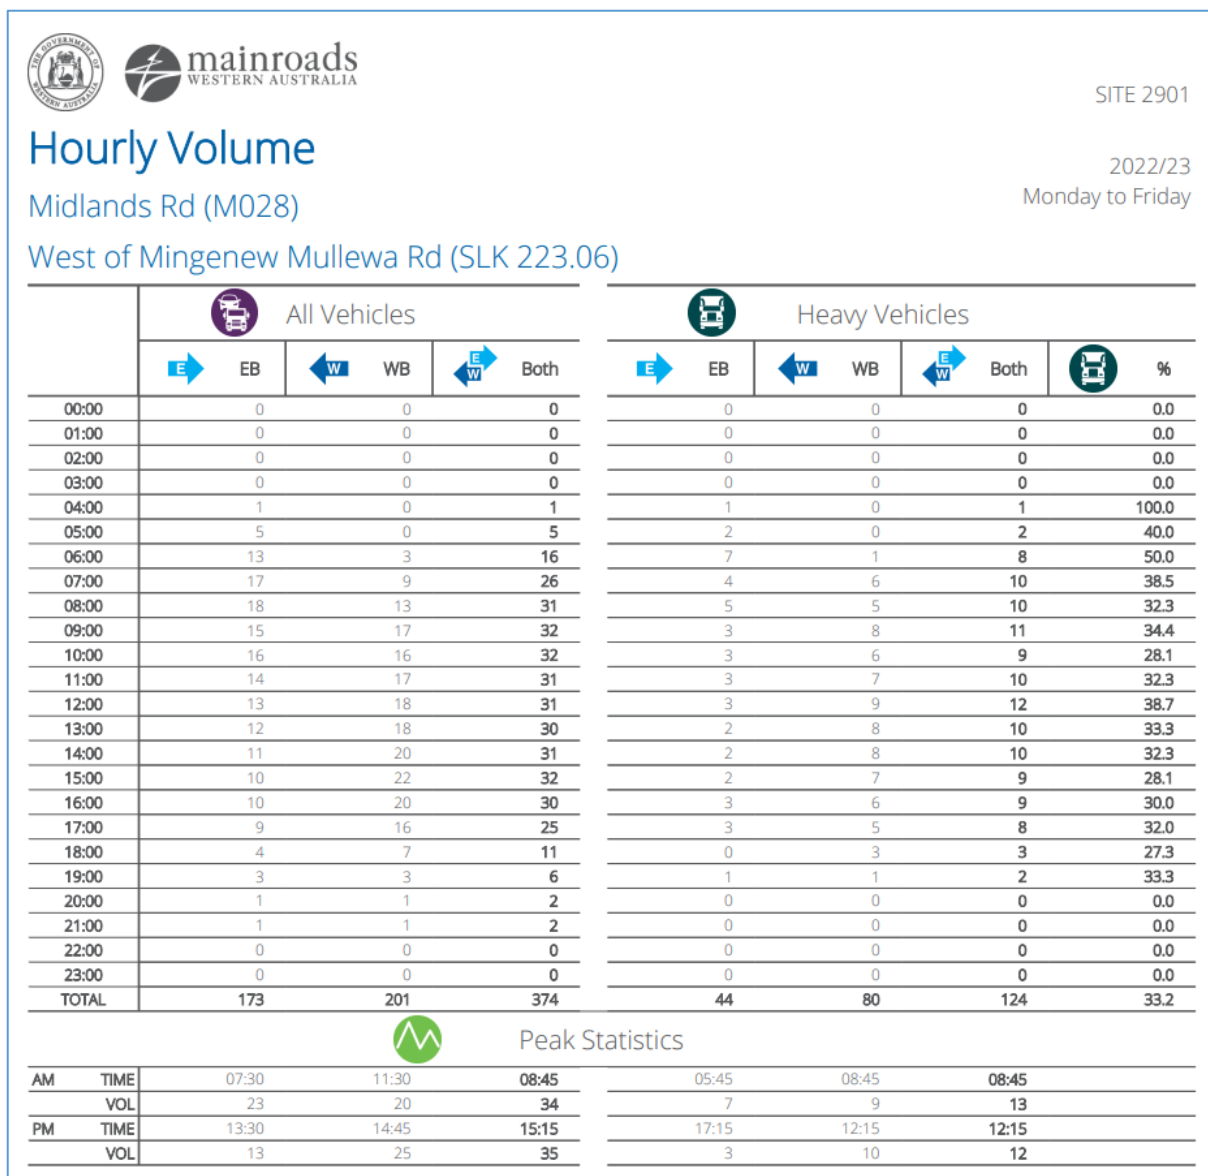 THE GOVERNMENT OF WESTERN AUSTRALIA
mainroads
WESTERN AUSTRALIA
SITE 2901
Hourly Volume
2022/23
Midlands Rd (M028)
Monday to Friday
West of Mingenew Mullewa Rd (SLK 223.06)
All Vehicles Heavy Vehicles
E EB W WB E W Both E EB W WB E W Both %
00:00 0 0 0 0 0 0 0.0
01:00 0 0 0 0 0 0 0.0
02:00 0 0 0 0 0 0 0.0
03:00 0 0 0 0 0 0 0.0
04:00 1 0 1 1 0 1 100.0
05:00 5 0 5 2 0 2 40.0
06:00 13 3 16 7 1 8 50.0
07:00 17 9 26 4 6 10 38.5
08:00 18 13 31 5 5 10 32.3
09:00 15 17 32 3 8 11 34.4
10:00 16 16 32 3 6 9 28.1
11:00 14 17 31 3 7 10 32.3
12:00 13 18 31 3 9 12 38.7
13:00 12 18 30 2 8 10 33.3
14:00 11 20 31 2 8 10 32.3
15:00 10 22 32 2 7 9 28.1
16:00 10 20 30 3 6 9 30.0
17:00 9 16 25 3 5 8 32.0
18:00 4 7 11 0 3 3 27.3
19:00 3 3 6 1 1 2 33.3
20:00 1 1 2 0 0 0 0.0
21:00 1 1 2 0 0 0 0.0
22:00 0 0 0 0 0 0 0.0
23:00 0 0 0 0 0 0 0.0
TOTAL 173 201 374 44 80 124 33.2
Peak Statistics
AM TIME 07:30 11:30 08:45 05:45 08:45 08:45
VOL 23 20 34 7 9 13
PM TIME 13:30 14:45 15:15 17:15 12:15 12:15
VOL 13 25 35 3 10 12